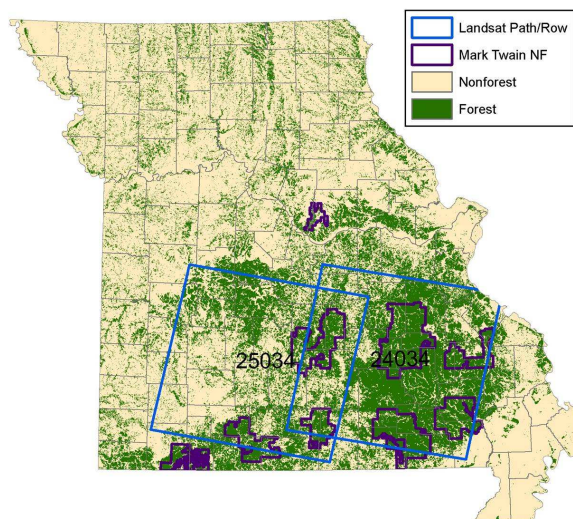 Landsat Path/Row
Mark Twain NF
Nonforest
Forest
25034
24034